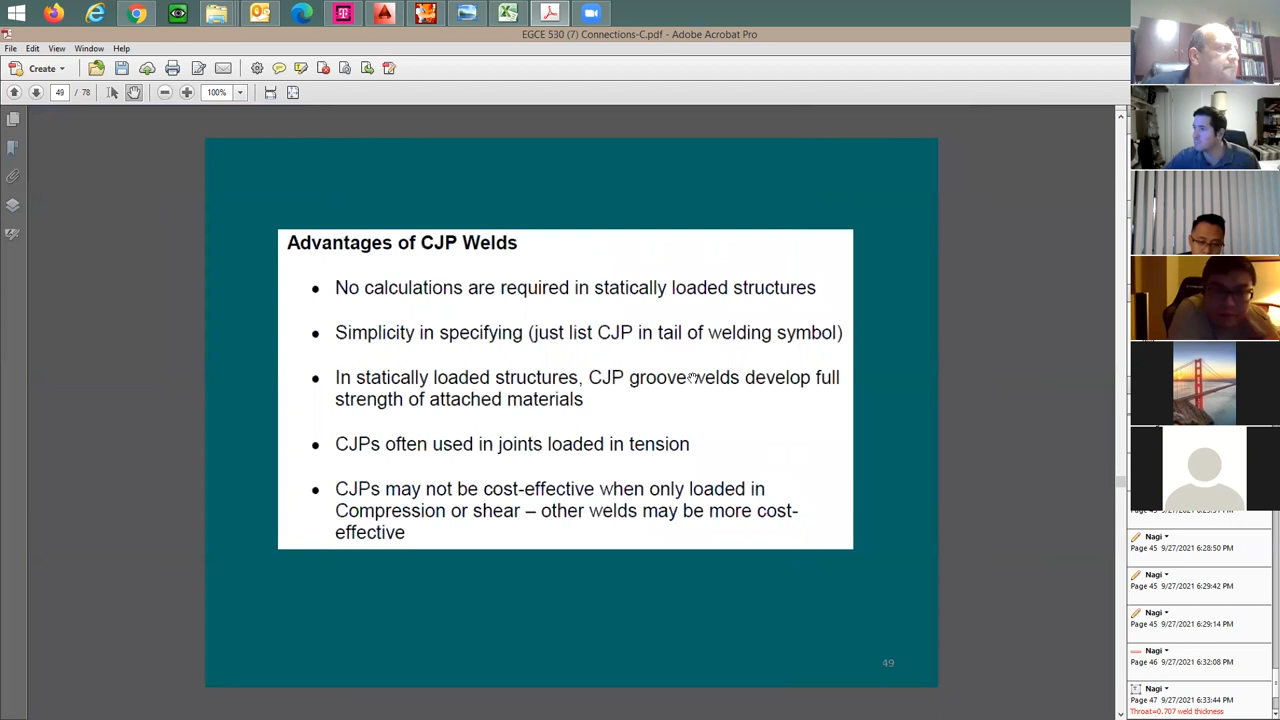 EGCE 530 (7) Connections-C.pdf - Adobe Acrobat Pro
File Edit View Window Help
Create
49 / 78 100%
Advantages of CJP Welds
• No calculations are required in statically loaded structures
• Simplicity in specifying (just list CJP in tail of welding symbol)
• In statically loaded structures, CJP groove welds develop full
strength of attached materials
• CJPs often used in joints loaded in tension
• CJPs may not be cost-effective when only loaded in
Compression or shear – other welds may be more cost-
effective
49
Nagi
Page 45 9/27/2021 6:28:50 PM
Nagi
Page 45 9/27/2021 6:29:42 PM
Nagi
Page 45 9/27/2021 6:29:14 PM
Nagi
Page 46 9/27/2021 6:32:08 PM
Nagi
Page 47 9/27/2021 6:33:44 PM
Throat=0.707 weld thickness